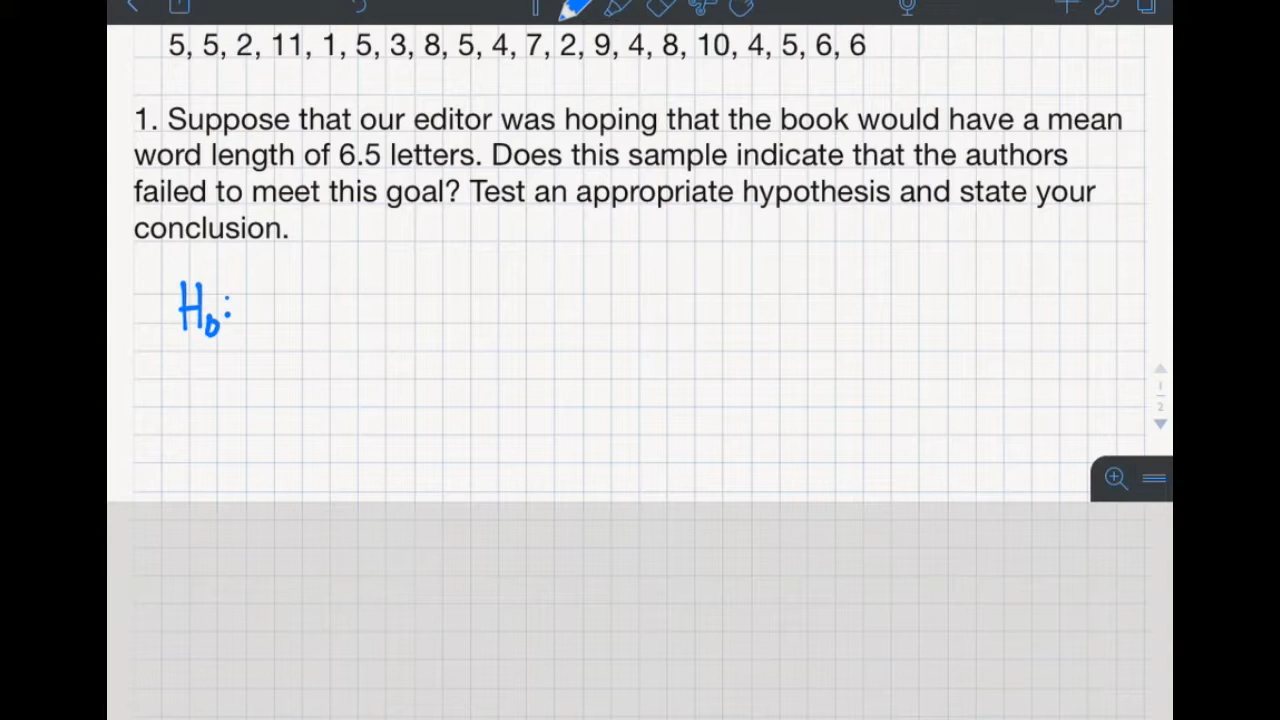 5, 5, 2, 11, 1, 5, 3, 8, 5, 4, 7, 2, 9, 4, 8, 10, 4, 5, 6, 6
1. Suppose that our editor was hoping that the book would have a mean
word length of 6.5 letters. Does this sample indicate that the authors
failed to meet this goal? Test an appropriate hypothesis and state your
conclusion.
H₀:
1
2